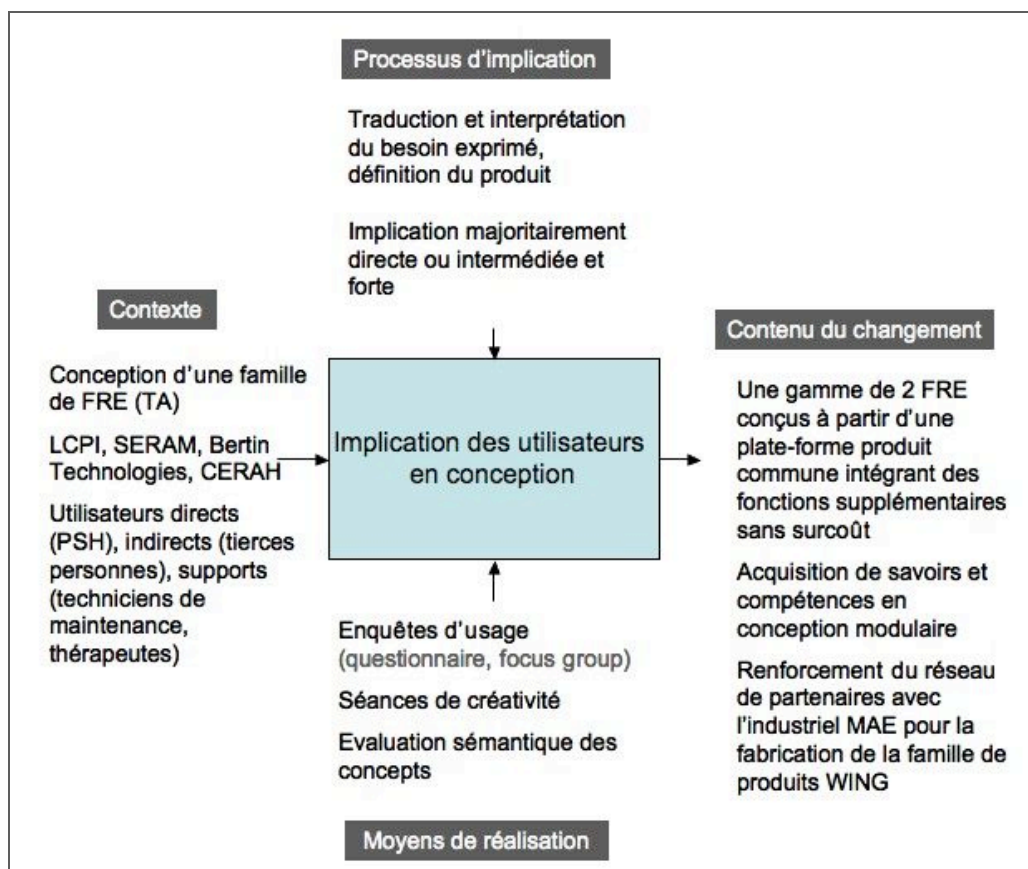 Processus d'implication
Traduction et interprétation
du besoin exprimé,
définition du produit
Implication majoritairement
directe ou intermédiée et
forte
Contexte
Conception d'une famille
de FRE (TA)
LCPI, SERAM, Bertin
Technologies, CERAH
Utilisateurs directs
(PSH), indirects (tierces
personnes), supports
(techniciens de
maintenance,
thérapeutes)
Implication des utilisateurs
en conception
Contenu du changement
Une gamme de 2 FRE
conçus à partir d'une
plate-forme produit
commune intégrant des
fonctions supplémentaires
sans surcoût
Acquisition de savoirs et
compétences en
conception modulaire
Renforcement du réseau
de partenaires avec
l'industriel MAE pour la
fabrication de la famille de
produits WING
Enquêtes d'usage
(questionnaire, focus group)
Séances de créativité
Evaluation sémantique des
concepts
Moyens de réalisation